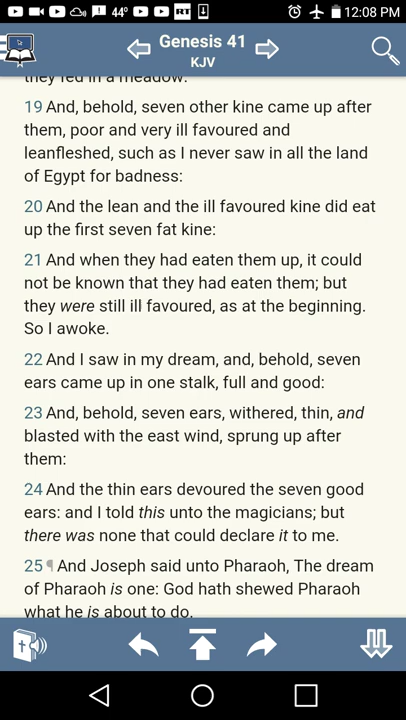 44° RT 12:08 PM
Genesis 41
KJV
they fed in a meadow:
19 And, behold, seven other kine came up after
them, poor and very ill favoured and
leanfleshed, such as I never saw in all the land
of Egypt for badness:
20 And the lean and the ill favoured kine did eat
up the first seven fat kine:
21 And when they had eaten them up, it could
not be known that they had eaten them; but
they were still ill favoured, as at the beginning.
So I awoke.
22 And I saw in my dream, and, behold, seven
ears came up in one stalk, full and good:
23 And, behold, seven ears, withered, thin, and
blasted with the east wind, sprung up after
them:
24 And the thin ears devoured the seven good
ears: and I told this unto the magicians; but
there was none that could declare it to me.
25 ¶ And Joseph said unto Pharaoh, The dream
of Pharaoh is one: God hath shewed Pharaoh
what he is about to do.